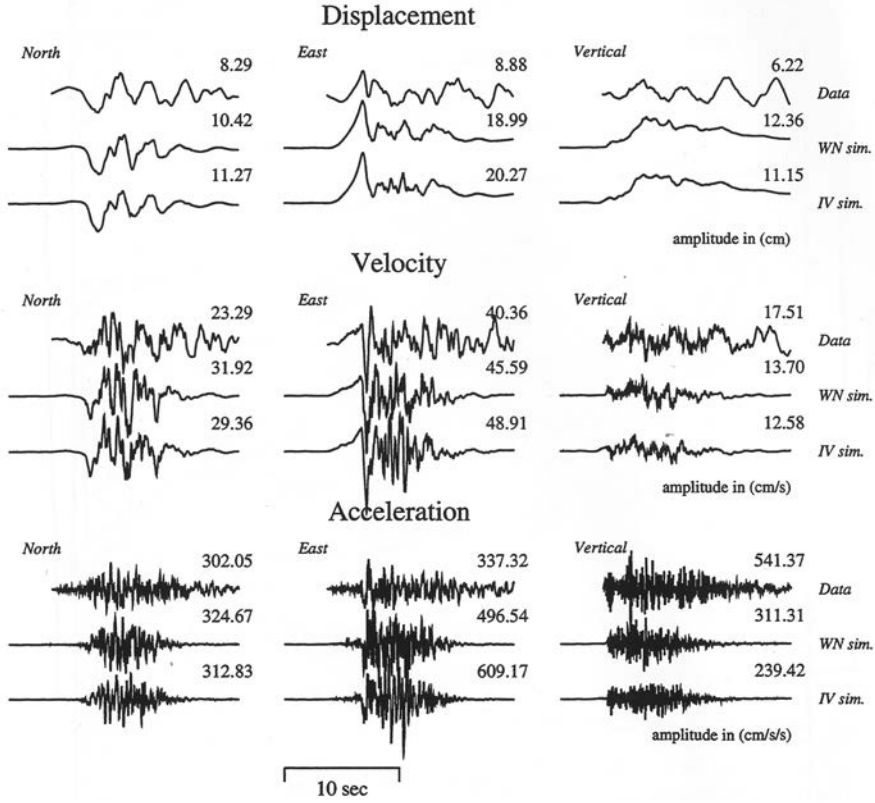 Displacement
North East Vertical
8.29 8.88 6.22
Data
10.42 18.99 12.36
WN sim.
11.27 20.27 11.15
IV sim.
amplitude in (cm)
Velocity
North East Vertical
23.29 40.36 17.51
Data
31.92 45.59 13.70
WN sim.
29.36 48.91 12.58
IV sim.
amplitude in (cm/s)
Acceleration
North East Vertical
302.05 337.32 541.37
Data
324.67 496.54 311.31
WN sim.
312.83 609.17 239.42
IV sim.
amplitude in (cm/s/s)
10 sec